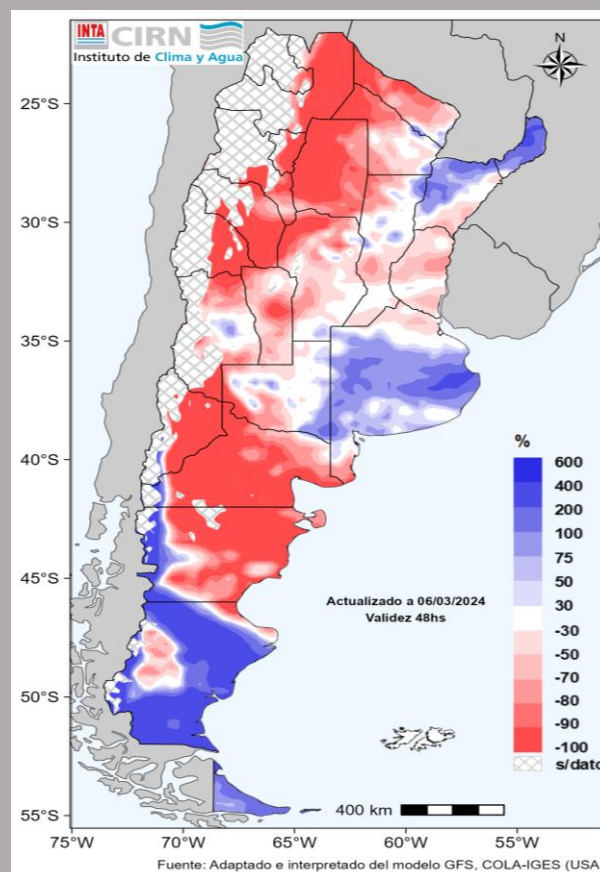 INTA CIRN
Instituto de Clima y Agua
N
25°S
30°S
35°S
40°S
45°S
50°S
55°S
%
600
400
200
100
75
50
30
-30
-50
-70
-80
-90
-100
s/dato
Actualizado a 06/03/2024
Validez 48hs
400 km
75°W
70°W
65°W
60°W
55°W
Fuente: Adaptado e interpretado del modelo GFS, COLA-IGES (USA